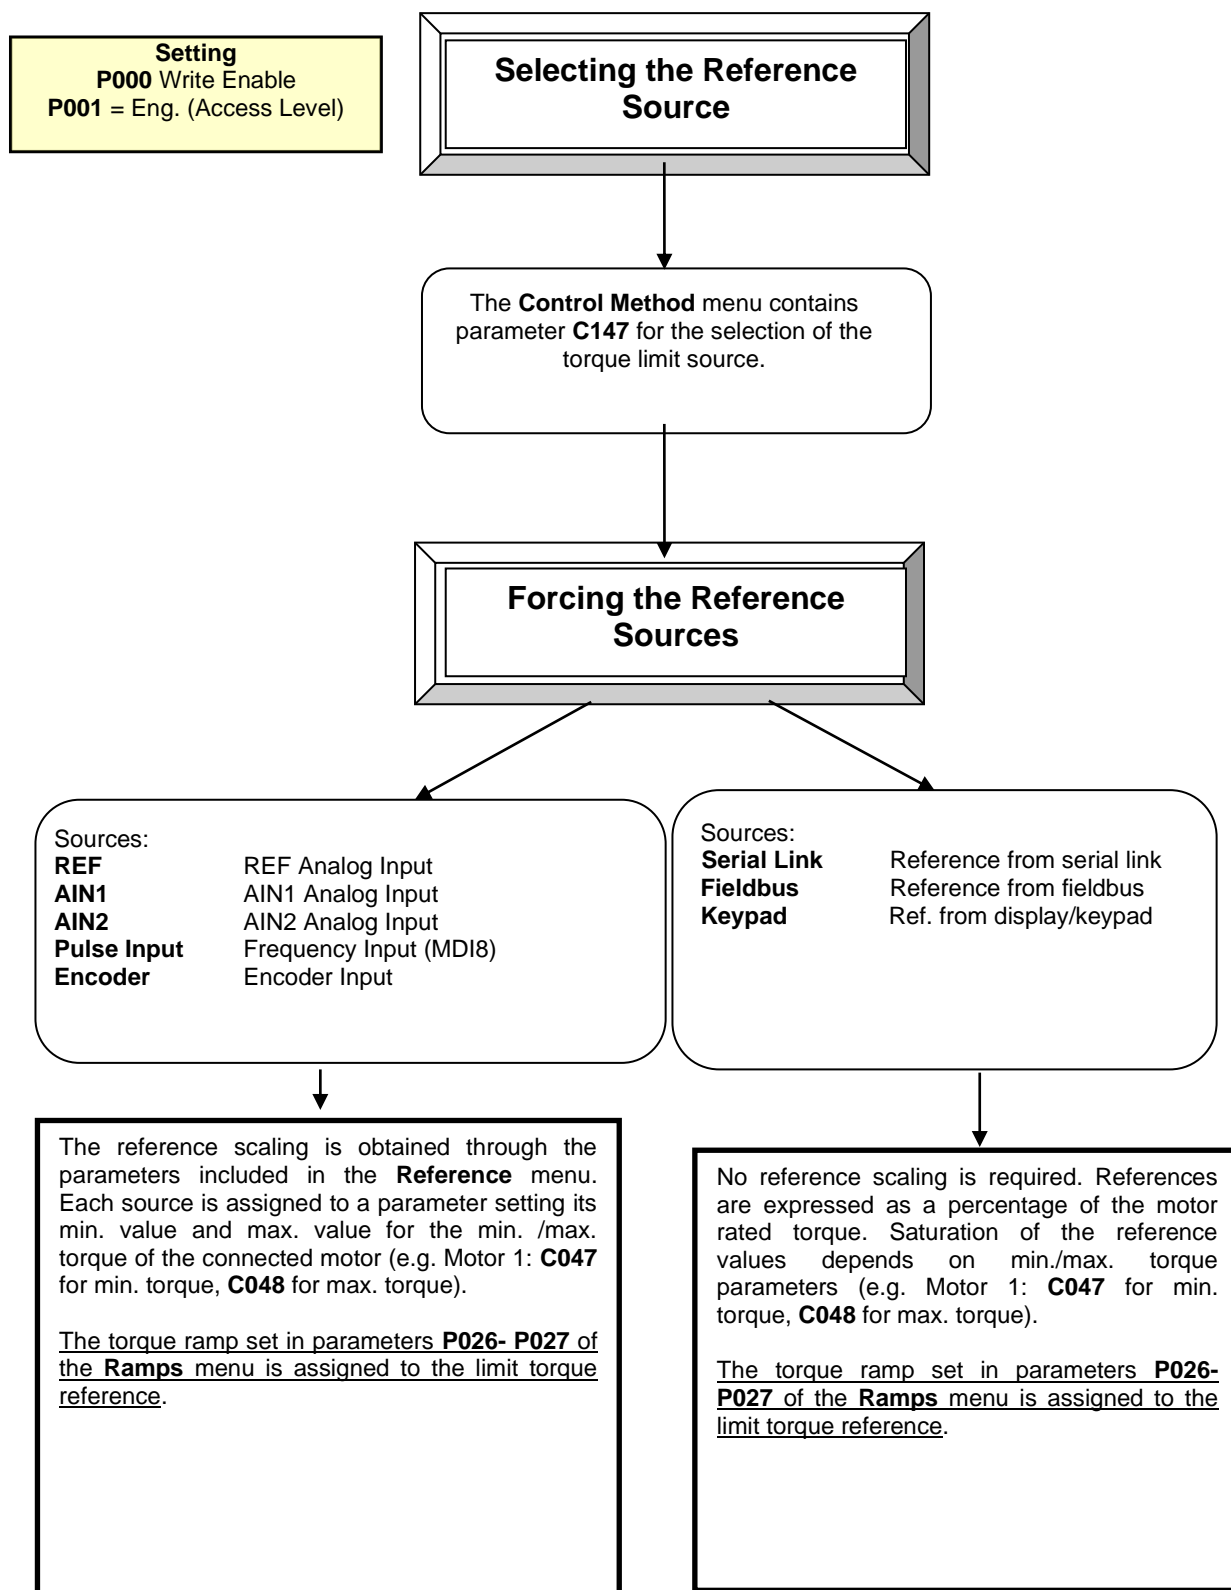 Setting
P000 Write Enable
P001 = Eng. (Access Level)
Selecting the Reference
Source
The Control Method menu contains
parameter C147 for the selection of the
torque limit source.
Forcing the Reference
Sources
Sources:
REF REF Analog Input
AIN1 AIN1 Analog Input
AIN2 AIN2 Analog Input
Pulse Input Frequency Input (MDI8)
Encoder Encoder Input
Sources:
Serial Link Reference from serial link
Fieldbus Reference from fieldbus
Keypad Ref. from display/keypad
The reference scaling is obtained through the
parameters included in the Reference menu.
Each source is assigned to a parameter setting its
min. value and max. value for the min. /max.
torque of the connected motor (e.g. Motor 1: C047
for min. torque, C048 for max. torque).
The torque ramp set in parameters P026- P027 of
the Ramps menu is assigned to the limit torque
reference.
No reference scaling is required. References
are expressed as a percentage of the motor
rated torque. Saturation of the reference
values depends on min./max. torque
parameters (e.g. Motor 1: C047 for min.
torque, C048 for max. torque).
The torque ramp set in parameters P026-
P027 of the Ramps menu is assigned to the
limit torque reference.